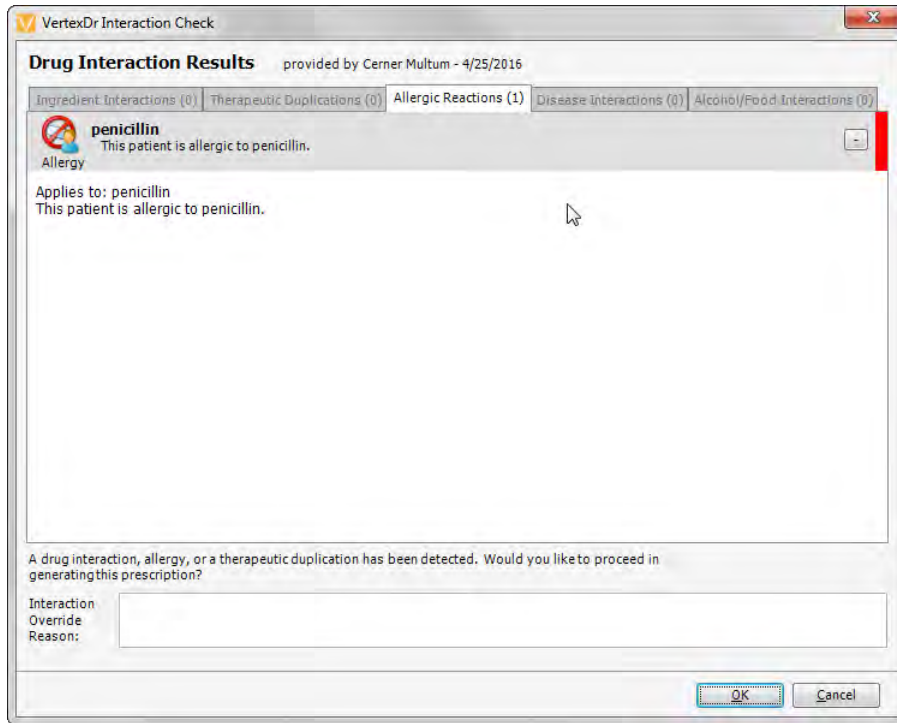 VertexDr Interaction Check
Drug Interaction Results provided by Cerner Multum - 4/25/2016
Ingredient Interactions (0) Therapeutic Duplications (0) Allergic Reactions (1) Disease Interactions (0) Alcohol/Food Interactions (0)
penicillin
This patient is allergic to penicillin.
Allergy
-
Applies to: penicillin
This patient is allergic to penicillin.
A drug interaction, allergy, or a therapeutic duplication has been detected. Would you like to proceed in
generating this prescription?
Interaction
Override
Reason:
OK Cancel